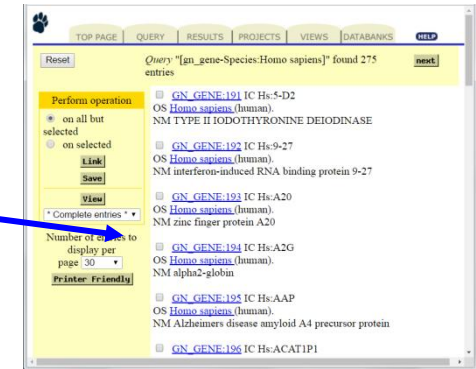 TOP PAGE QUERY RESULTS PROJECTS VIEWS DATABANKS HELP
Reset
Query "[gn_gene-Species:Homo sapiens]" found 275
entries
next
Perform operation
on all but
selected
on selected
Link
Save
View
* Complete entries *
Number of entries to
display per
page 30
Printer Friendly
GN_GENE:191 IC Hs:5-D2
OS Homo sapiens (human).
NM TYPE II IODOTHYRONINE DEIODINASE
GN_GENE:192 IC Hs:9-27
OS Homo sapiens (human).
NM interferon-induced RNA binding protein 9-27
GN_GENE:193 IC Hs:A20
OS Homo sapiens (human).
NM zinc finger protein A20
GN_GENE:194 IC Hs:A2G
OS Homo sapiens (human).
NM alpha2-globin
GN_GENE:195 IC Hs:AAP
OS Homo sapiens (human).
NM Alzheimers disease amyloid A4 precursor protein
GN_GENE:196 IC Hs:ACAT1P1